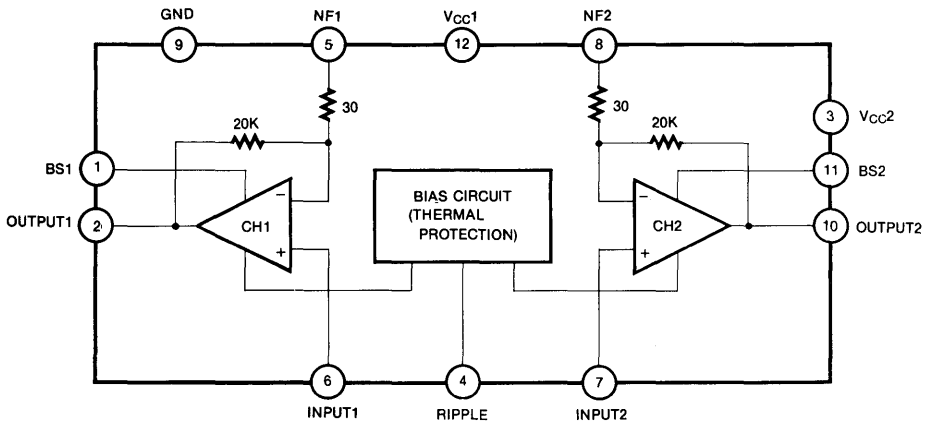 GND
NF1
VCC1
NF2
9
5
12
8
30
30
20K
20K
3
VCC2
BS1
1
11
BS2
−
−
BIAS CIRCUIT
(THERMAL
PROTECTION)
OUTPUT1
2
CH1
CH2
10
OUTPUT2
+
+
6
4
7
INPUT1
RIPPLE
INPUT2